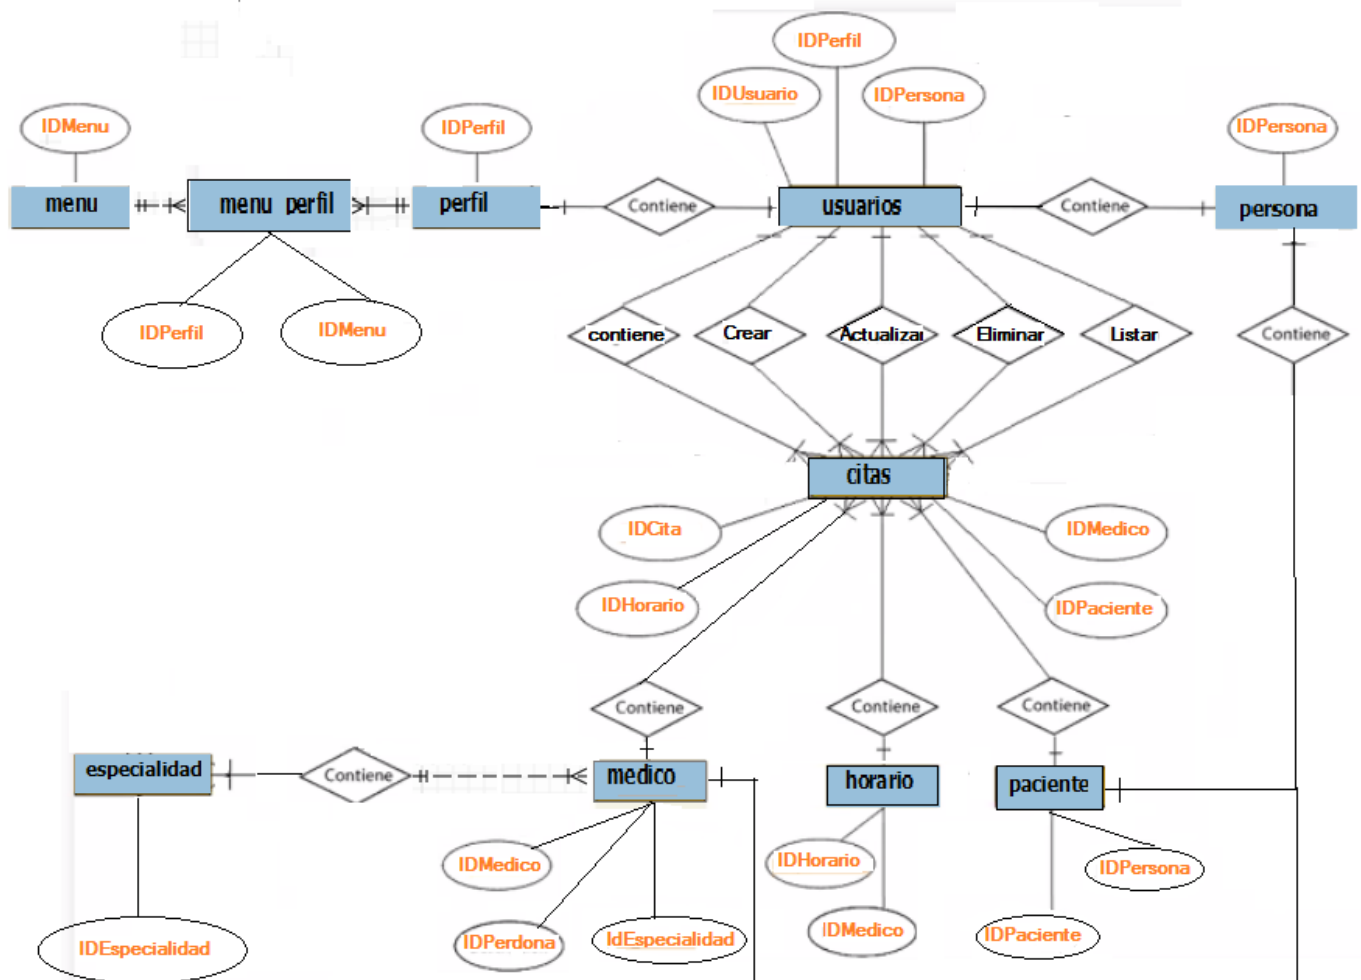 IDPerfil
IDUsuario
IDPersona
IDMenu
IDPerfil
IDPersona
menu
menu perfil
perfil
Contiene
usuarios
Contiene
persona
IDPerfil
IDMenu
contiene
Crear
Actualizar
Eliminar
Listar
Contiene
citas
IDCita
IDMedico
IDHorario
IDPaciente
Contiene
Contiene
Contiene
especialidad
Contiene
medico
horario
paciente
IDMedico
IDHorario
IDPersona
IDEspecialidad
IDPerdona
IdEspecialidad
IDMedico
IDPaciente